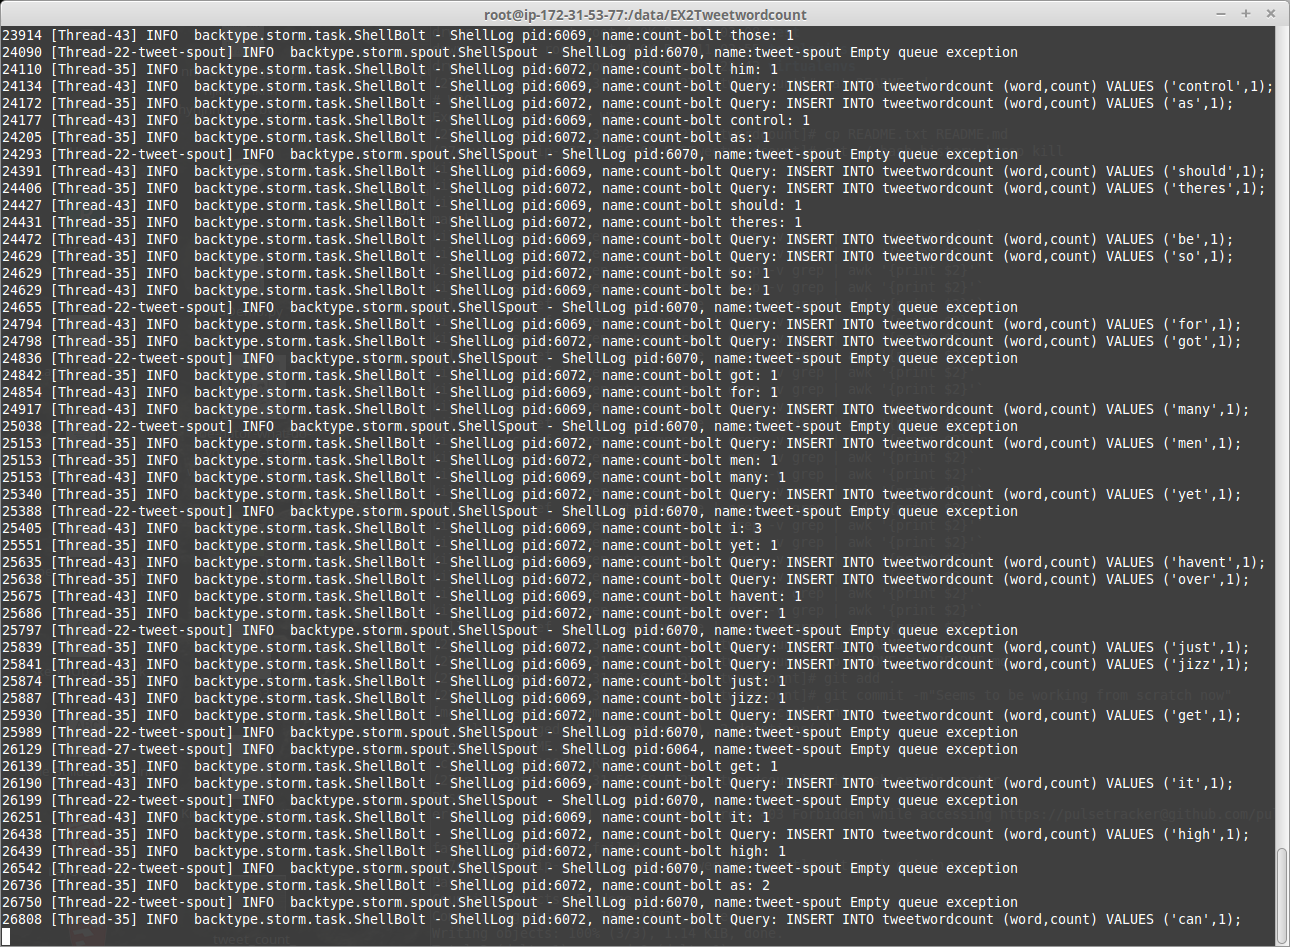 root@ip-172-31-53-77:/data/EX2Tweetwordcount
23914 [Thread-43] INFO  backtype.storm.task.ShellBolt - ShellLog pid:6069, name:count-bolt those: 1
24090 [Thread-22-tweet-spout] INFO  backtype.storm.spout.ShellSpout - ShellLog pid:6070, name:tweet-spout Empty queue exception
24110 [Thread-35] INFO  backtype.storm.task.ShellBolt - ShellLog pid:6072, name:count-bolt him: 1
24134 [Thread-43] INFO  backtype.storm.task.ShellBolt - ShellLog pid:6069, name:count-bolt Query: INSERT INTO tweetwordcount (word,count) VALUES ('control',1);
24172 [Thread-35] INFO  backtype.storm.task.ShellBolt - ShellLog pid:6072, name:count-bolt Query: INSERT INTO tweetwordcount (word,count) VALUES ('as',1);
24177 [Thread-43] INFO  backtype.storm.task.ShellBolt - ShellLog pid:6069, name:count-bolt control: 1
24205 [Thread-35] INFO  backtype.storm.task.ShellBolt - ShellLog pid:6072, name:count-bolt as: 1
24293 [Thread-22-tweet-spout] INFO  backtype.storm.spout.ShellSpout - ShellLog pid:6070, name:tweet-spout Empty queue exception
24391 [Thread-43] INFO  backtype.storm.task.ShellBolt - ShellLog pid:6069, name:count-bolt Query: INSERT INTO tweetwordcount (word,count) VALUES ('should',1);
24406 [Thread-35] INFO  backtype.storm.task.ShellBolt - ShellLog pid:6072, name:count-bolt Query: INSERT INTO tweetwordcount (word,count) VALUES ('theres',1);
24427 [Thread-43] INFO  backtype.storm.task.ShellBolt - ShellLog pid:6069, name:count-bolt should: 1
24431 [Thread-35] INFO  backtype.storm.task.ShellBolt - ShellLog pid:6072, name:count-bolt theres: 1
24472 [Thread-43] INFO  backtype.storm.task.ShellBolt - ShellLog pid:6069, name:count-bolt Query: INSERT INTO tweetwordcount (word,count) VALUES ('be',1);
24629 [Thread-35] INFO  backtype.storm.task.ShellBolt - ShellLog pid:6072, name:count-bolt Query: INSERT INTO tweetwordcount (word,count) VALUES ('so',1);
24629 [Thread-35] INFO  backtype.storm.task.ShellBolt - ShellLog pid:6072, name:count-bolt so: 1
24629 [Thread-43] INFO  backtype.storm.task.ShellBolt - ShellLog pid:6069, name:count-bolt be: 1
24655 [Thread-22-tweet-spout] INFO  backtype.storm.spout.ShellSpout - ShellLog pid:6070, name:tweet-spout Empty queue exception
24794 [Thread-43] INFO  backtype.storm.task.ShellBolt - ShellLog pid:6069, name:count-bolt Query: INSERT INTO tweetwordcount (word,count) VALUES ('for',1);
24798 [Thread-35] INFO  backtype.storm.task.ShellBolt - ShellLog pid:6072, name:count-bolt Query: INSERT INTO tweetwordcount (word,count) VALUES ('got',1);
24836 [Thread-22-tweet-spout] INFO  backtype.storm.spout.ShellSpout - ShellLog pid:6070, name:tweet-spout Empty queue exception
24842 [Thread-35] INFO  backtype.storm.task.ShellBolt - ShellLog pid:6072, name:count-bolt got: 1
24854 [Thread-43] INFO  backtype.storm.task.ShellBolt - ShellLog pid:6069, name:count-bolt for: 1
24917 [Thread-43] INFO  backtype.storm.task.ShellBolt - ShellLog pid:6069, name:count-bolt Query: INSERT INTO tweetwordcount (word,count) VALUES ('many',1);
25038 [Thread-22-tweet-spout] INFO  backtype.storm.spout.ShellSpout - ShellLog pid:6070, name:tweet-spout Empty queue exception
25153 [Thread-35] INFO  backtype.storm.task.ShellBolt - ShellLog pid:6072, name:count-bolt Query: INSERT INTO tweetwordcount (word,count) VALUES ('men',1);
25153 [Thread-35] INFO  backtype.storm.task.ShellBolt - ShellLog pid:6072, name:count-bolt men: 1
25153 [Thread-43] INFO  backtype.storm.task.ShellBolt - ShellLog pid:6069, name:count-bolt many: 1
25340 [Thread-35] INFO  backtype.storm.task.ShellBolt - ShellLog pid:6072, name:count-bolt Query: INSERT INTO tweetwordcount (word,count) VALUES ('yet',1);
25388 [Thread-22-tweet-spout] INFO  backtype.storm.spout.ShellSpout - ShellLog pid:6070, name:tweet-spout Empty queue exception
25405 [Thread-43] INFO  backtype.storm.task.ShellBolt - ShellLog pid:6069, name:count-bolt i: 3
25551 [Thread-35] INFO  backtype.storm.task.ShellBolt - ShellLog pid:6072, name:count-bolt yet: 1
25635 [Thread-43] INFO  backtype.storm.task.ShellBolt - ShellLog pid:6069, name:count-bolt Query: INSERT INTO tweetwordcount (word,count) VALUES ('havent',1);
25638 [Thread-35] INFO  backtype.storm.task.ShellBolt - ShellLog pid:6072, name:count-bolt Query: INSERT INTO tweetwordcount (word,count) VALUES ('over',1);
25675 [Thread-43] INFO  backtype.storm.task.ShellBolt - ShellLog pid:6069, name:count-bolt havent: 1
25686 [Thread-35] INFO  backtype.storm.task.ShellBolt - ShellLog pid:6072, name:count-bolt over: 1
25797 [Thread-22-tweet-spout] INFO  backtype.storm.spout.ShellSpout - ShellLog pid:6070, name:tweet-spout Empty queue exception
25839 [Thread-35] INFO  backtype.storm.task.ShellBolt - ShellLog pid:6072, name:count-bolt Query: INSERT INTO tweetwordcount (word,count) VALUES ('just',1);
25841 [Thread-43] INFO  backtype.storm.task.ShellBolt - ShellLog pid:6069, name:count-bolt Query: INSERT INTO tweetwordcount (word,count) VALUES ('jizz',1);
25874 [Thread-35] INFO  backtype.storm.task.ShellBolt - ShellLog pid:6072, name:count-bolt just: 1
25887 [Thread-43] INFO  backtype.storm.task.ShellBolt - ShellLog pid:6069, name:count-bolt jizz: 1
25930 [Thread-35] INFO  backtype.storm.task.ShellBolt - ShellLog pid:6072, name:count-bolt Query: INSERT INTO tweetwordcount (word,count) VALUES ('get',1);
25989 [Thread-22-tweet-spout] INFO  backtype.storm.spout.ShellSpout - ShellLog pid:6070, name:tweet-spout Empty queue exception
26129 [Thread-27-tweet-spout] INFO  backtype.storm.spout.ShellSpout - ShellLog pid:6064, name:tweet-spout Empty queue exception
26139 [Thread-35] INFO  backtype.storm.task.ShellBolt - ShellLog pid:6072, name:count-bolt get: 1
26190 [Thread-43] INFO  backtype.storm.task.ShellBolt - ShellLog pid:6069, name:count-bolt Query: INSERT INTO tweetwordcount (word,count) VALUES ('it',1);
26199 [Thread-22-tweet-spout] INFO  backtype.storm.spout.ShellSpout - ShellLog pid:6070, name:tweet-spout Empty queue exception
26251 [Thread-43] INFO  backtype.storm.task.ShellBolt - ShellLog pid:6069, name:count-bolt it: 1
26438 [Thread-35] INFO  backtype.storm.task.ShellBolt - ShellLog pid:6072, name:count-bolt Query: INSERT INTO tweetwordcount (word,count) VALUES ('high',1);
26439 [Thread-35] INFO  backtype.storm.task.ShellBolt - ShellLog pid:6072, name:count-bolt high: 1
26542 [Thread-22-tweet-spout] INFO  backtype.storm.spout.ShellSpout - ShellLog pid:6070, name:tweet-spout Empty queue exception
26736 [Thread-35] INFO  backtype.storm.task.ShellBolt - ShellLog pid:6072, name:count-bolt as: 2
26750 [Thread-22-tweet-spout] INFO  backtype.storm.spout.ShellSpout - ShellLog pid:6070, name:tweet-spout Empty queue exception
26808 [Thread-35] INFO  backtype.storm.task.ShellBolt - ShellLog pid:6072, name:count-bolt Query: INSERT INTO tweetwordcount (word,count) VALUES ('can',1);